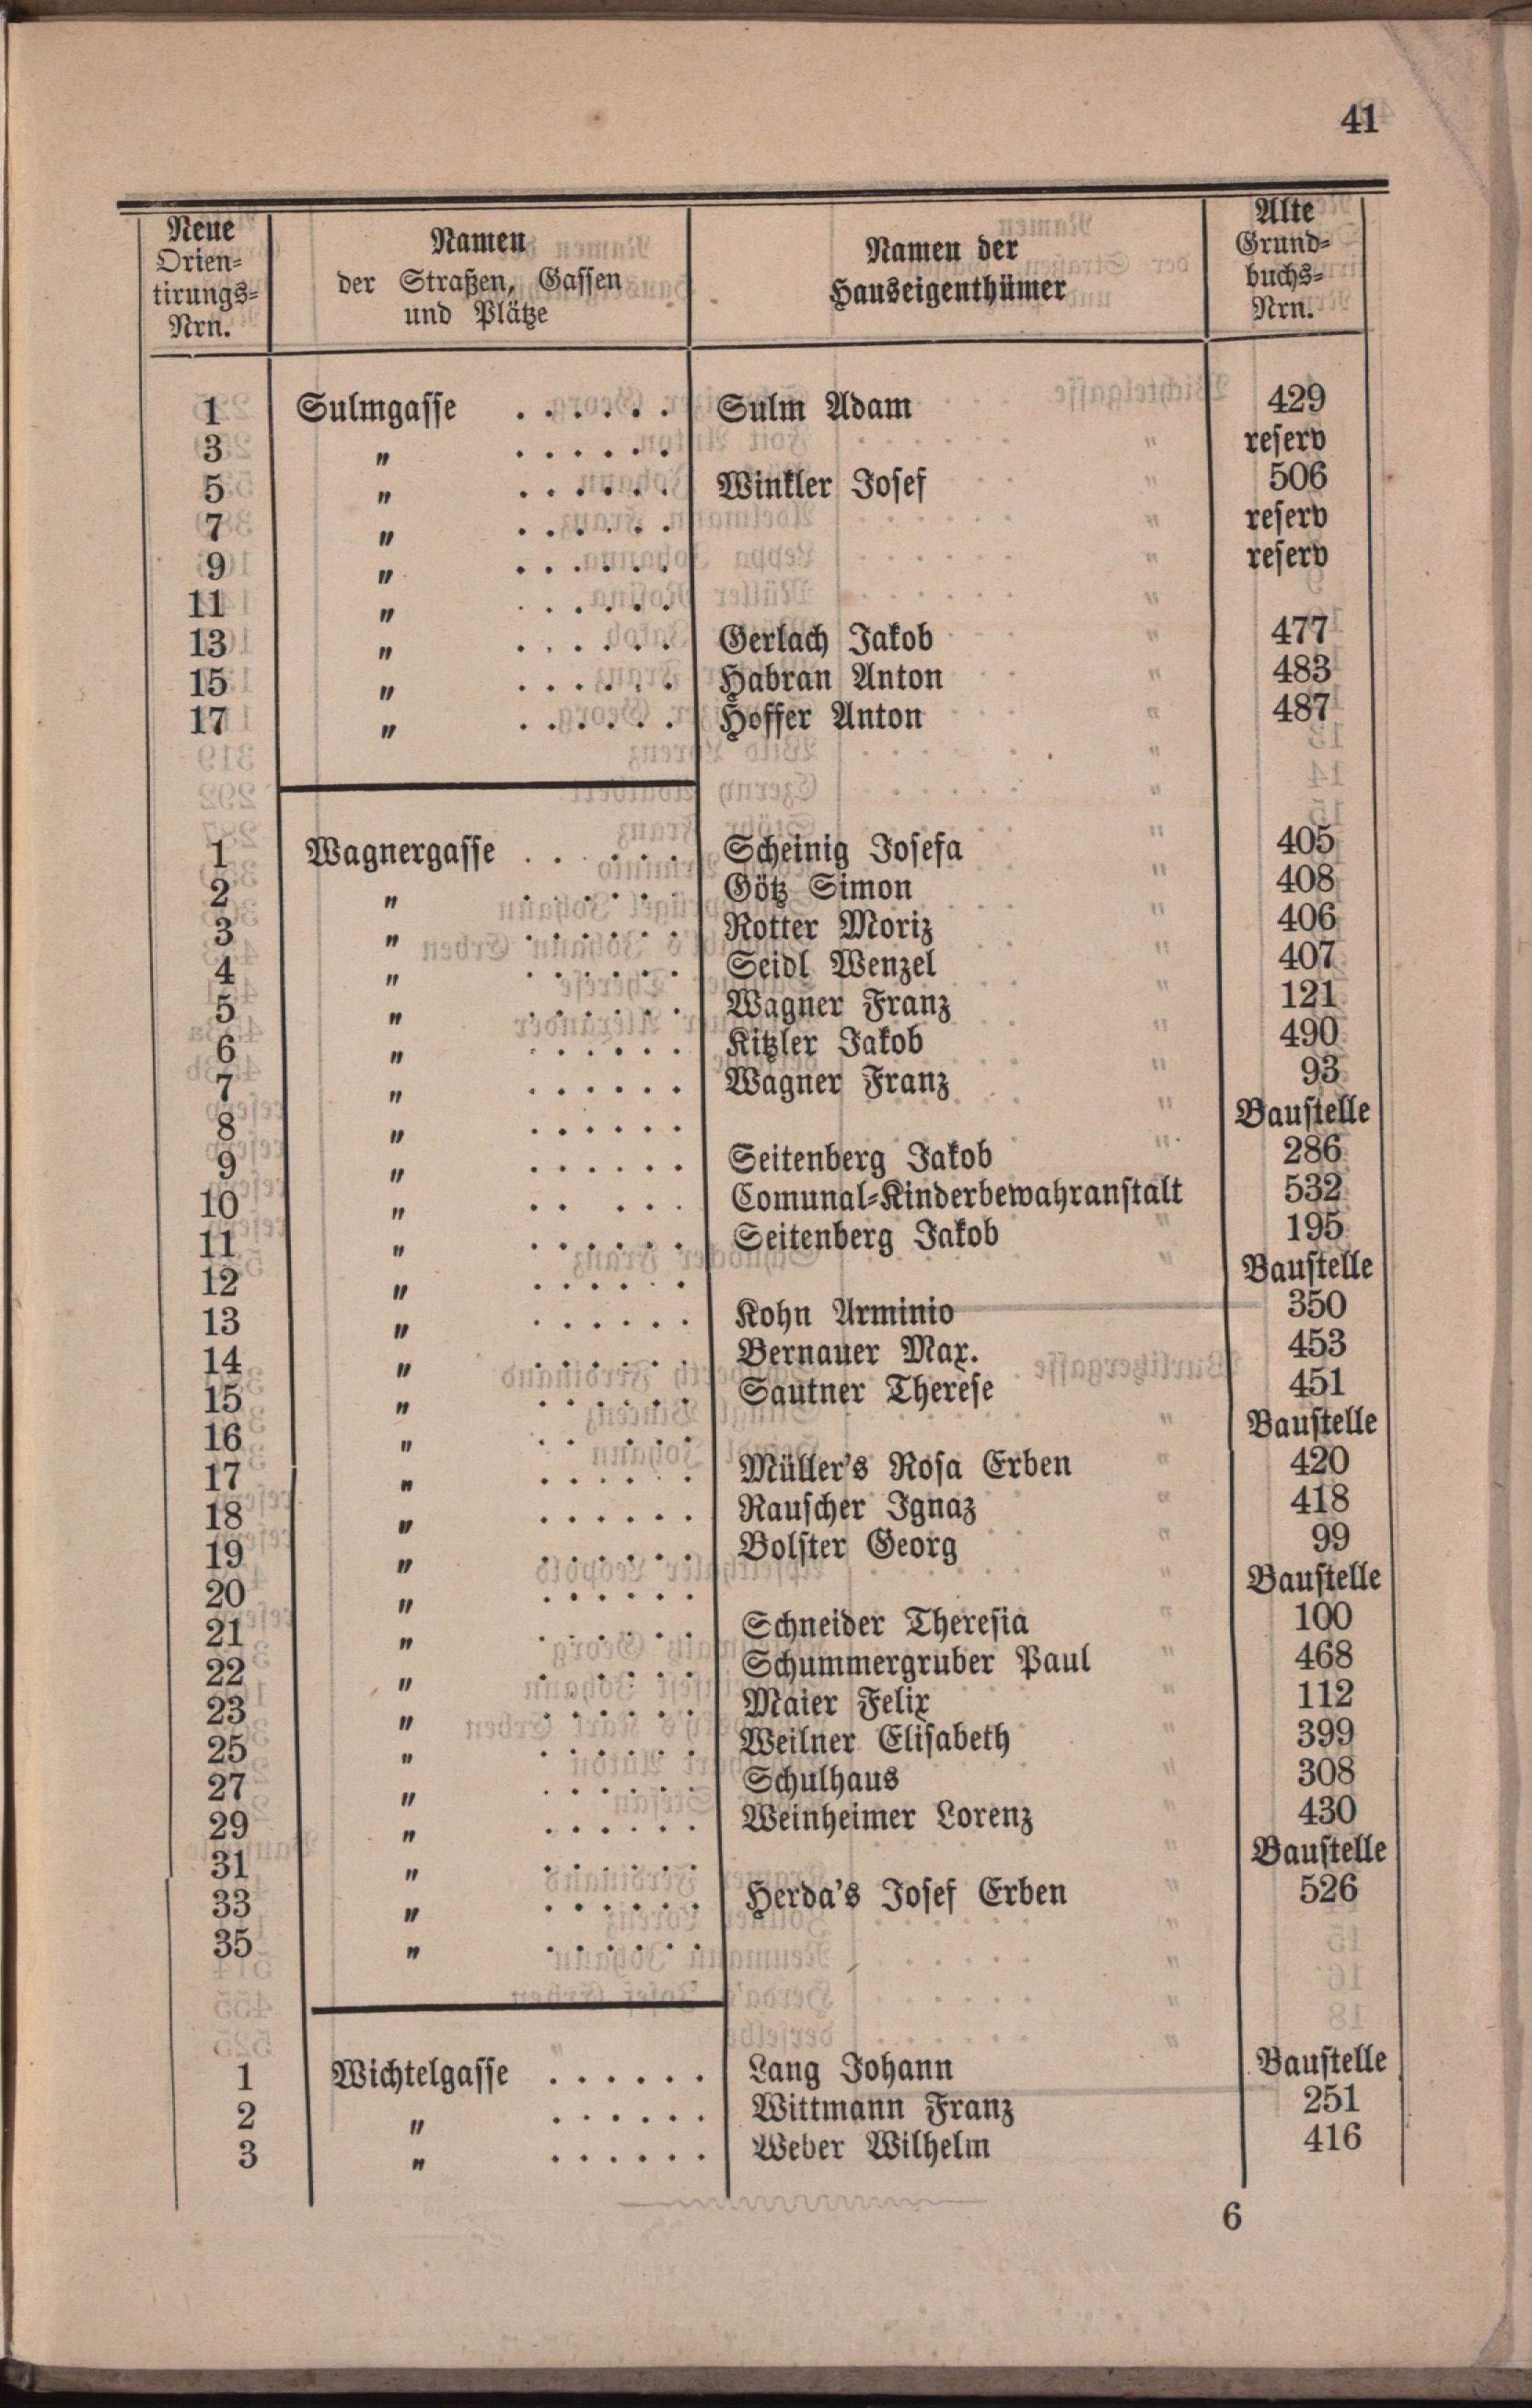 41
Neue Orien-tirungs-Nrn.
Namen der Straßen, Gassen und Plätze
Namen der Hauseigenthümer
Alte Grund-buchs-Nrn.
1 Sulmgasse . . . . . . Sulm Adam 429
3 " . . . . . . reserv
5 " . . . . . . Winkler Josef 506
7 " . . . . . . reserv
9 " . . . . . . reserv
11 " . . . . . .
13 " . . . . . . Gerlach Jakob 477
15 " . . . . . . Habran Anton 483
17 " . . . . . . Hoffer Anton 487
1 Wagnergasse . . . . . . Scheinig Josefa 405
2 " . . . . . . Götz Simon 408
3 " . . . . . . Rotter Moriz 406
4 " . . . . . . Seidl Wenzel 407
5 " . . . . . . Wagner Franz 121
6 " . . . . . . Kitzler Jakob 490
7 " . . . . . . Wagner Franz 93
8 " . . . . . . Baustelle
9 " . . . . . . Seitenberg Jakob 286
10 " . . . . . Comunal-Kinderbewahranstalt 532
11 " . . . . . . Seitenberg Jakob 195
12 " . . . . . . Baustelle
13 " . . . . . . Kohn Arminio 350
14 " . . . . . . Bernauer Max. 453
15 " . . . . . . Sautner Therese 451
16 " . . . . . . Baustelle
17 " . . . . . . Müller's Rosa Erben 420
18 " . . . . . . Rauscher Ignaz 418
19 " . . . . . . Bolster Georg 99
20 " . . . . . . Baustelle
21 " . . . . . . Schneider Theresia 100
22 " . . . . . . Schummergruber Paul 468
23 " . . . . . . Maier Felix 112
25 " . . . . . . Weilner Elisabeth 399
27 " . . . . . . Schulhaus 308
29 " . . . . . . Weinheimer Lorenz 430
31 " . . . . . . Baustelle
33 " . . . . . . Herda's Josef Erben 526
35 " . . . . . .
1 Wichtelgasse . . . . . . Lang Johann Baustelle
2 " . . . . . . Wittmann Franz 251
3 " . . . . . . Weber Wilhelm 416
6